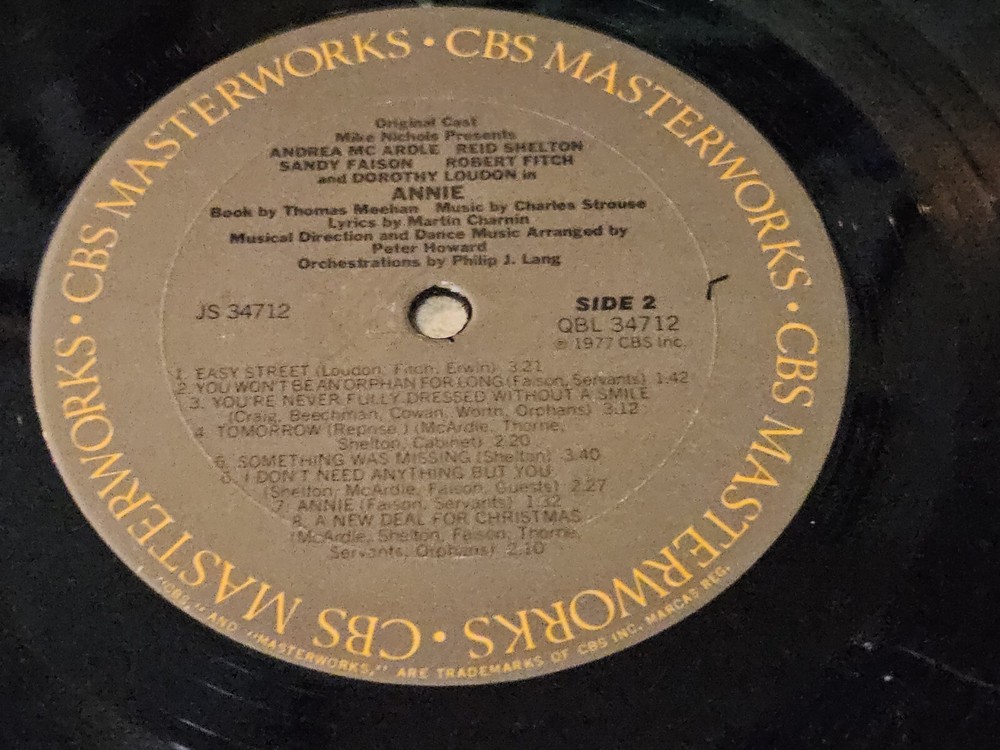 CBS MASTERWORKS • CBS MASTERWORKS • CBS MASTERWORKS • CBS MASTERWORKS • CBS MASTERWORKS •
Original Cast
Mike Nichols Presents
ANDREA MC ARDLE REID SHELTON
SANDY FAISON ROBERT FITCH
and DOROTHY LOUDON in
ANNIE
Book by Thomas Meehan Music by Charles Strouse
Lyrics by Martin Charnin
Musical Direction and Dance Music Arranged by
Peter Howard
Orchestrations by Philip J. Lang
JS 34712
SIDE 2
QBL 34712
℗ 1977 CBS Inc.
1. EASY STREET (Loudon, Fitch, Erwin) 3:21
2. YOU WON'T BE AN ORPHAN FOR LONG (Faison, Servants) 1:42
3. YOU'RE NEVER FULLY DRESSED WITHOUT A SMILE
(Craig, Beechman, Cowan, Worth, Orphans) 3:12
4. TOMORROW (Reprise) (McArdle, Thorne,
Shelton, Cabinet) 2:20
5. SOMETHING WAS MISSING (Shelton) 3:40
6. I DON'T NEED ANYTHING BUT YOU
(Shelton, McArdle, Faison, Guests) 2:27
7. ANNIE (Faison, Servants) 1:32
8. A NEW DEAL FOR CHRISTMAS
(McArdle, Shelton, Faison, Thorne,
Servants, Orphans) 2:10
"CBS," AND "MASTERWORKS," ARE TRADEMARKS OF CBS INC. MARCAS REG.